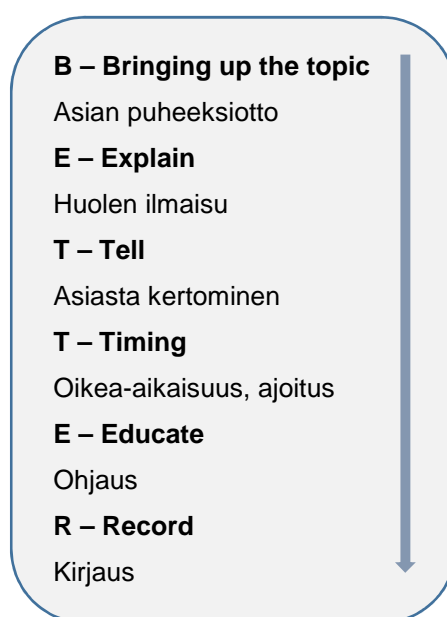 B – Bringing up the topic
Asian puheeksiotto
E – Explain
Huolen ilmaisu
T – Tell
Asiasta kertominen
T – Timing
Oikea-aikaisuus, ajoitus
E – Educate
Ohjaus
R – Record
Kirjaus